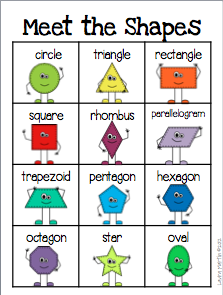 Meet the Shapes
circle triangle rectangle
square rhombus parallelogram
trapezoid pentagon hexagon
octagon star oval